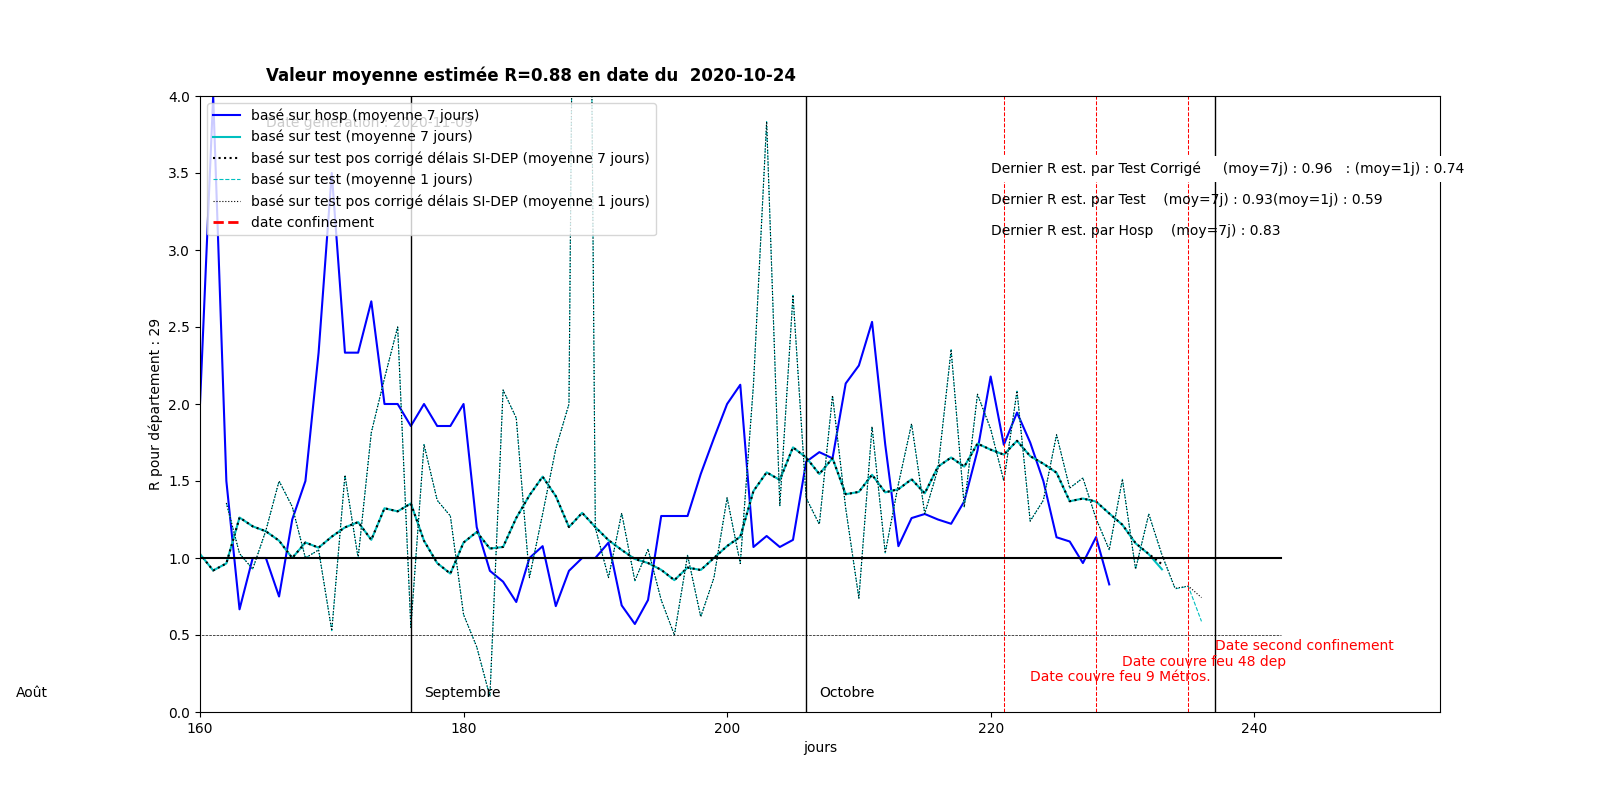 Valeur moyenne estimée R=0.88 en date du  2020-10-24
Date génération : 2020-11-09
basé sur hosp (moyenne 7 jours)
basé sur test (moyenne 7 jours)
basé sur test pos corrigé délais SI-DEP (moyenne 7 jours)
basé sur test (moyenne 1 jours)
basé sur test pos corrigé délais SI-DEP (moyenne 1 jours)
date confinement
Dernier R est. par Test Corrigé     (moy=7j) : 0.96   : (moy=1j) : 0.74
Dernier R est. par Test    (moy=7j) : 0.93(moy=1j) : 0.59
Dernier R est. par Hosp    (moy=7j) : 0.83
4.0
3.5
3.0
2.5
2.0
1.5
1.0
0.5
0.0
R pour département : 29
Date second confinement
Date couvre feu 48 dep
Date couvre feu 9 Métros.
Août
Septembre
Octobre
160
180
200
220
240
jours